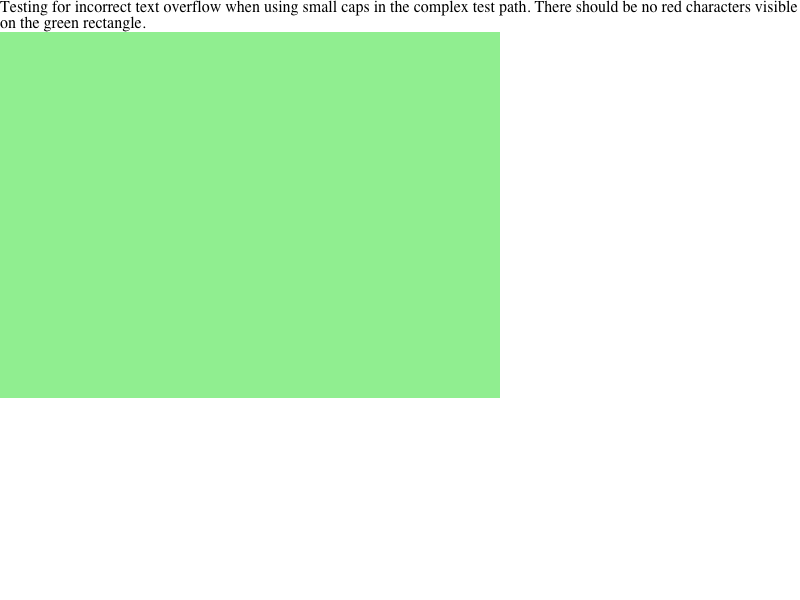 Testing for incorrect text overflow when using small caps in the complex test path. There should be no red characters visible
on the green rectangle.